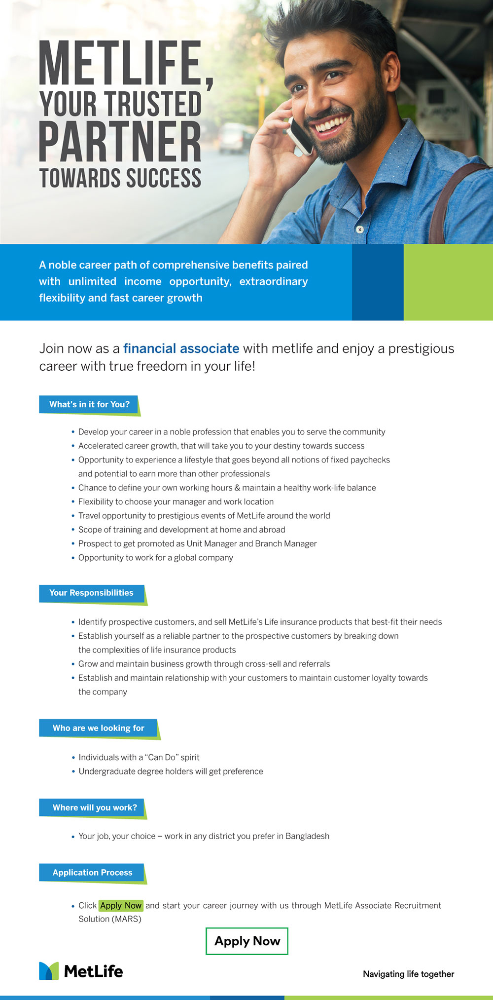 METLIFE,
YOUR TRUSTED
PARTNER
TOWARDS SUCCESS
A noble career path of comprehensive benefits paired
with unlimited income opportunity, extraordinary
flexibility and fast career growth
Join now as a financial associate with metlife and enjoy a prestigious
career with true freedom in your life!
What's in it for You?
• Develop your career in a noble profession that enables you to serve the community
• Accelerated career growth, that will take you to your destiny towards success
• Opportunity to experience a lifestyle that goes beyond all notions of fixed paychecks
and potential to earn more than other professionals
• Chance to define your own working hours & maintain a healthy work-life balance
• Flexibility to choose your manager and work location
• Travel opportunity to prestigious events of MetLife around the world
• Scope of training and development at home and abroad
• Prospect to get promoted as Unit Manager and Branch Manager
• Opportunity to work for a global company
Your Responsibilities
• Identify prospective customers, and sell MetLife’s Life insurance products that best-fit their needs
• Establish yourself as a reliable partner to the prospective customers by breaking down
the complexities of life insurance products
• Grow and maintain business growth through cross-sell and referrals
• Establish and maintain relationship with your customers to maintain customer loyalty towards
the company
Who are we looking for
• Individuals with a “Can Do” spirit
• Undergraduate degree holders will get preference
Where will you work?
• Your job, your choice – work in any district you prefer in Bangladesh
Application Process
• Click Apply Now and start your career journey with us through MetLife Associate Recruitment
Solution (MARS)
Apply Now
MetLife
Navigating life together